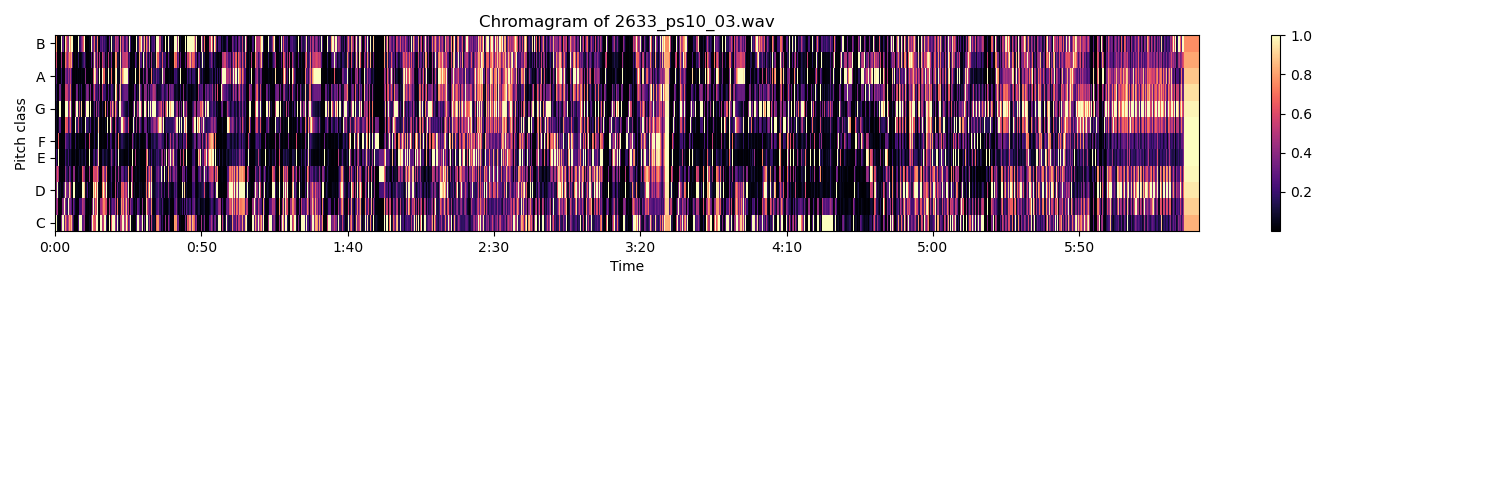 Chromagram of 2633_ps10_03.wav
Pitch class
B
A
G
F
E
D
C
0:00 0:50 1:40 2:30 3:20 4:10 5:00 5:50
Time
1.0
0.8
0.6
0.4
0.2